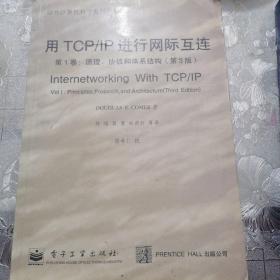 用 TCP/IP 进行网际互连
第1卷：原理、协议和体系结构（第3版）
Internetworking With TCP/IP
Vol I : Principles, Protocols, and Architecture(Third Edition)
DOUGLAS E. COMER 著
电子工业出版社
PRENTICE HALL 出版公司